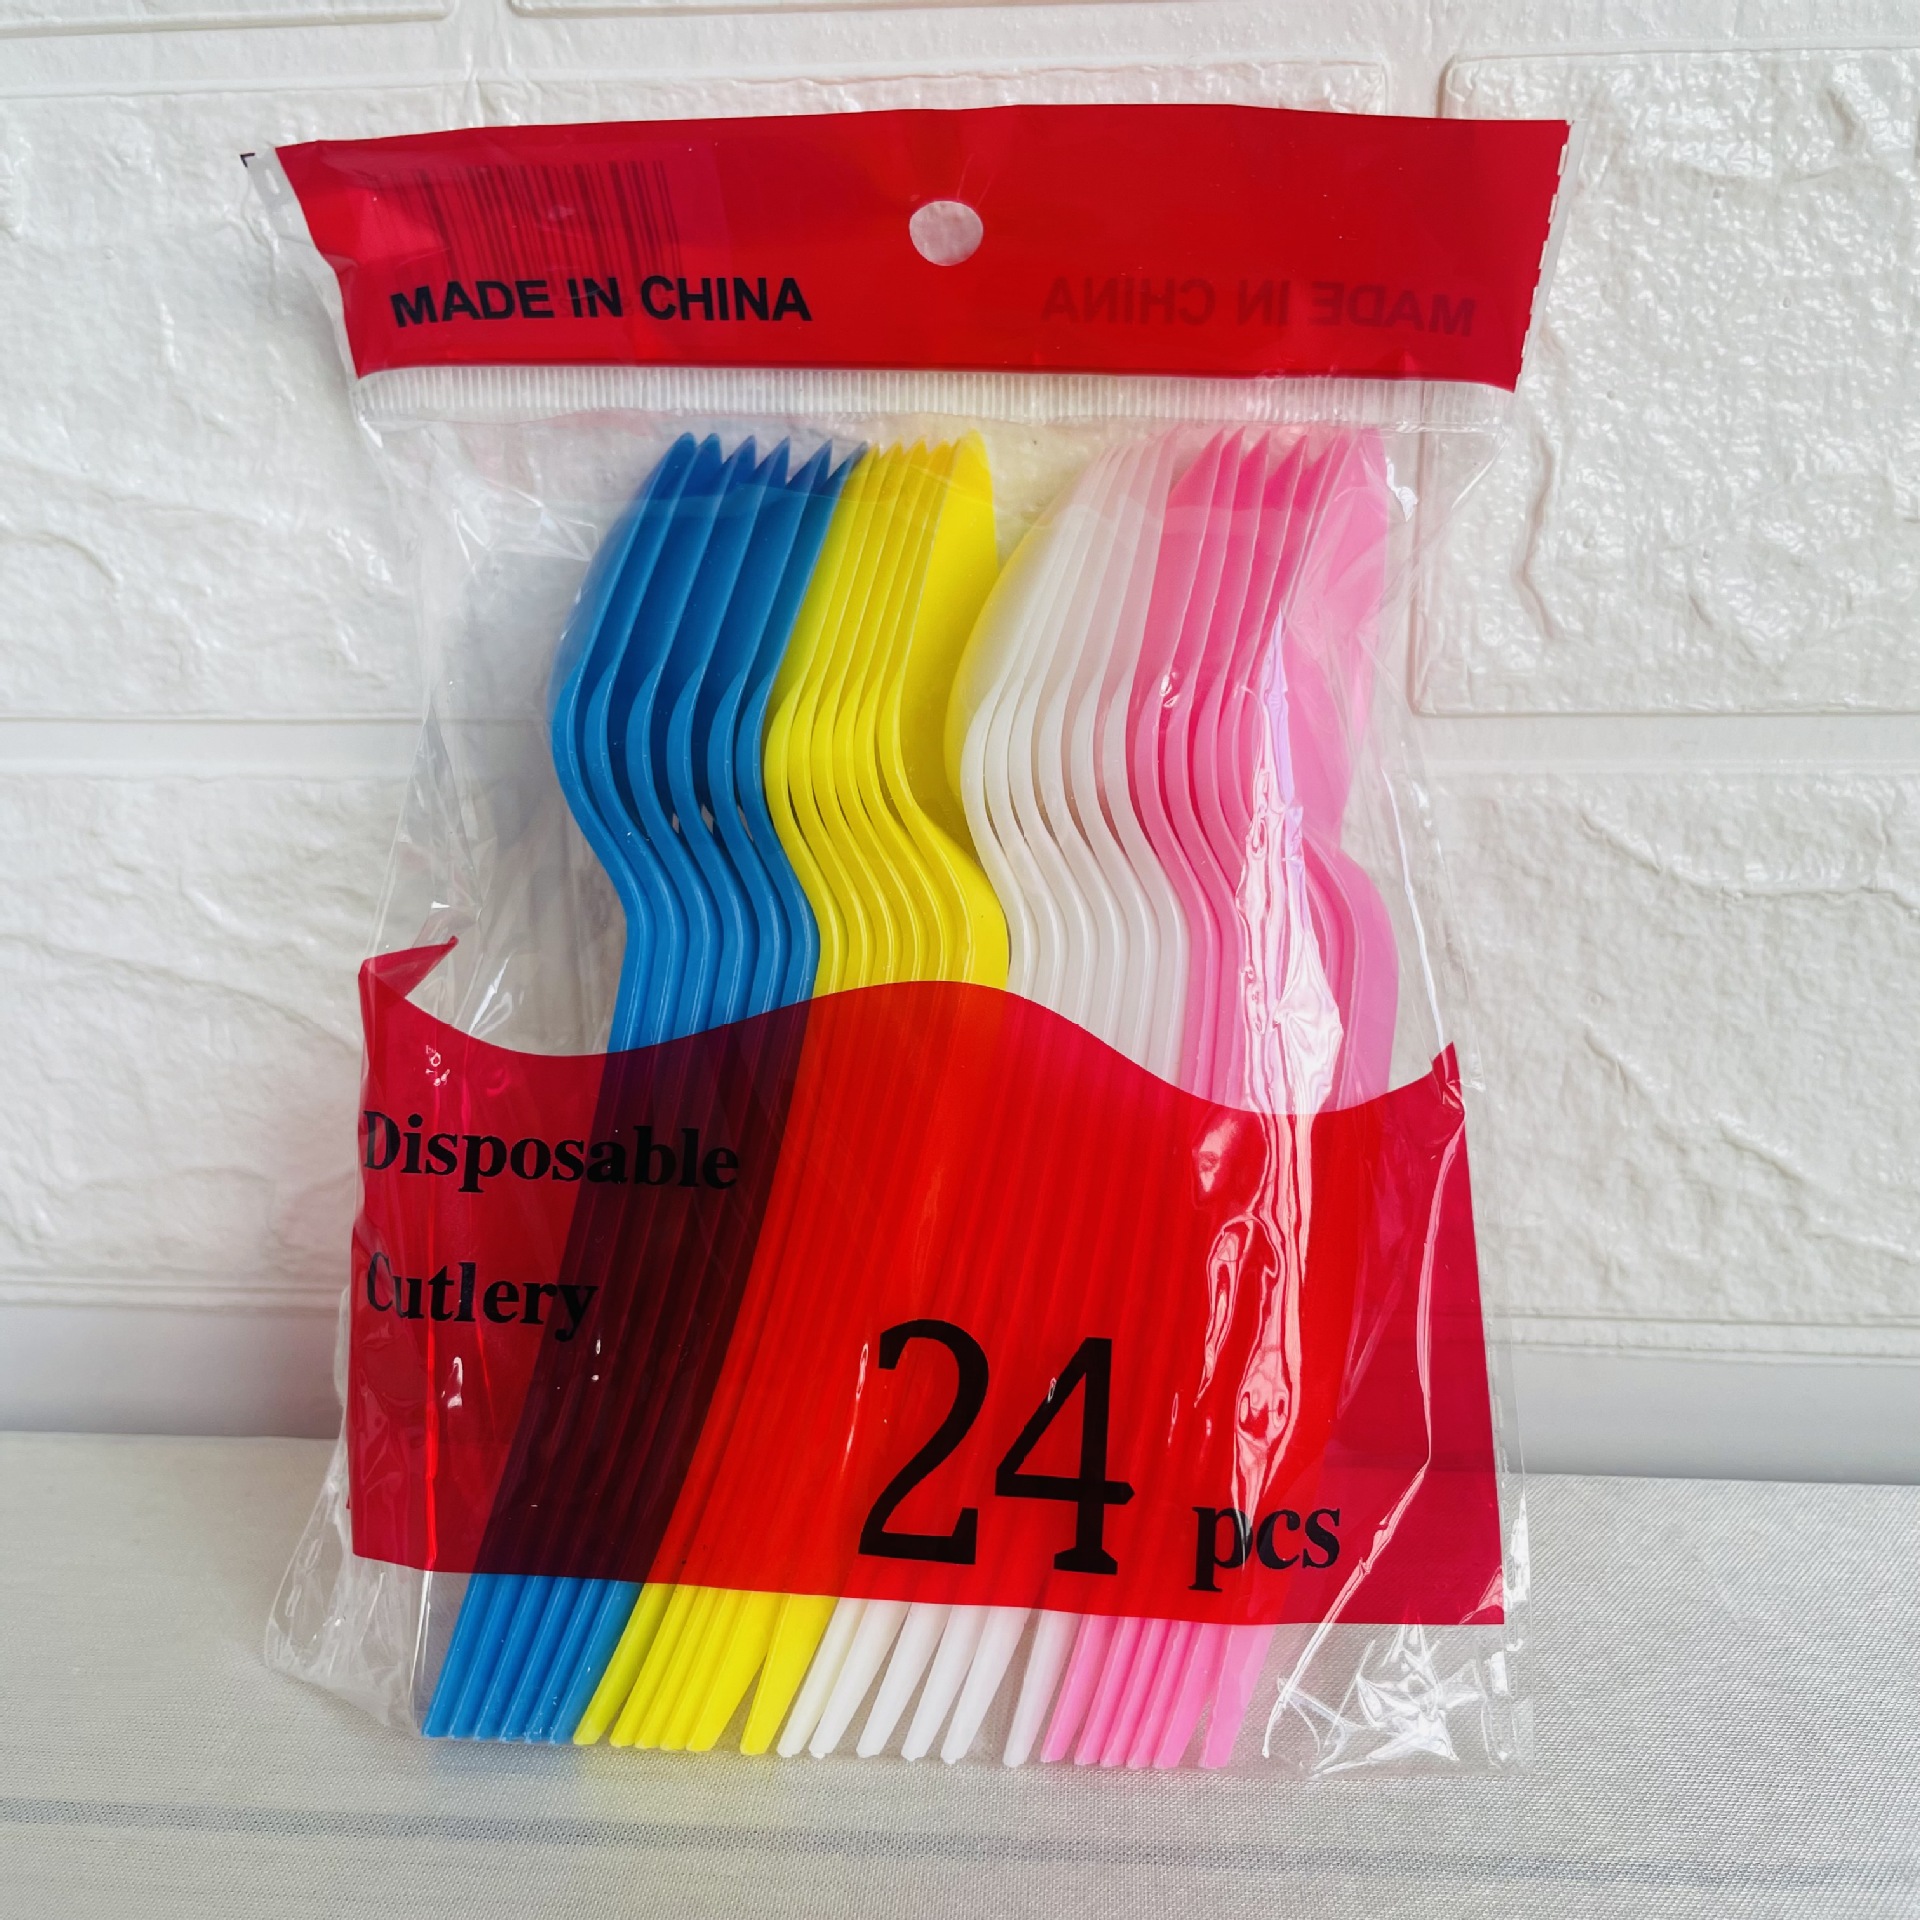 MADE IN CHINA
MADE IN CHINA
Disposable
Cutlery
24 pcs